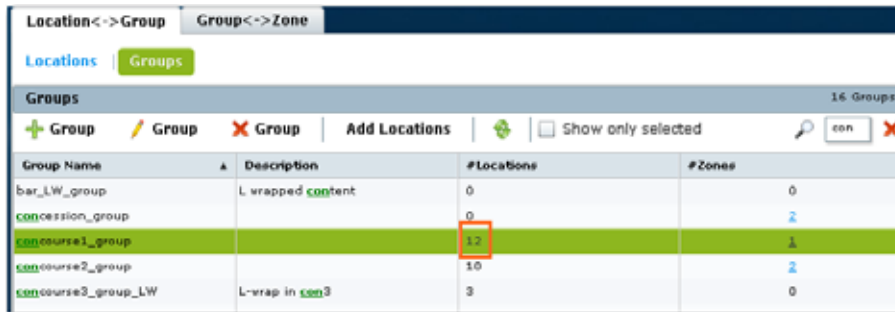 Location<->Group Group<->Zone
Locations | Groups
Groups 16 Groups
Group Group Group Add Locations Show only selected con
Group Name Description #Locations #Zones
bar_LW_group L wrapped content 0 0
concession_group 0 2
concourse1_group 12 1
concourse2_group 10 2
concourse3_group_LW L-wrap in con3 3 0